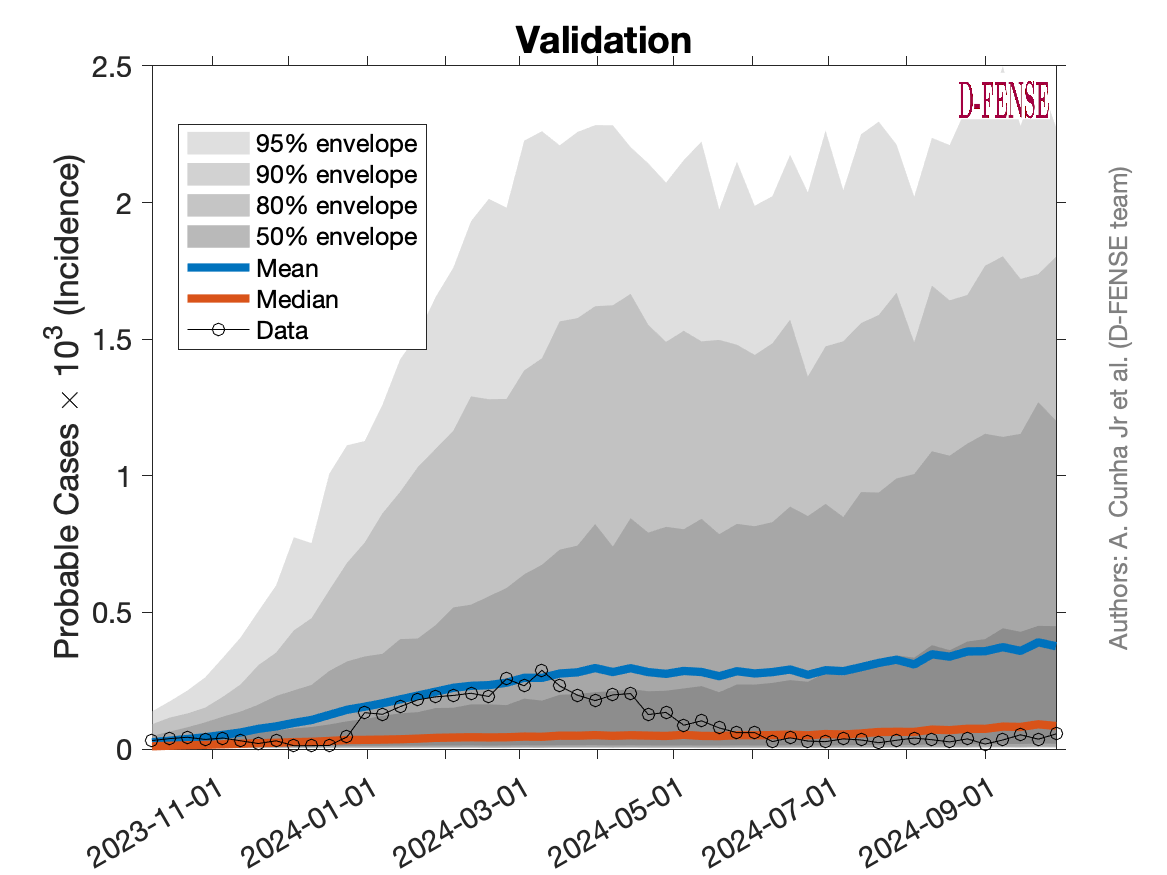 Validation
2.5
2
1.5
1
0.5
0
Probable Cases × 10³ (Incidence)
D-FENSE
95% envelope
90% envelope
80% envelope
50% envelope
Mean
Median
Data
2023-11-01
2024-01-01
2024-03-01
2024-05-01
2024-07-01
2024-09-01
Authors: A. Cunha Jr et al. (D-FENSE team)